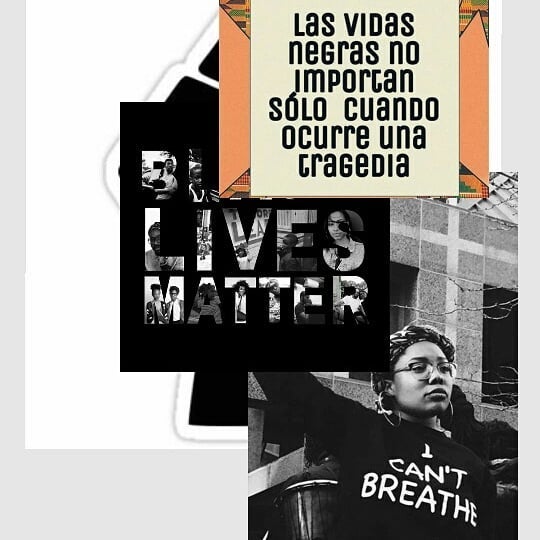 LAS VIDAS
NEGRAS NO
IMPORTAN
SÓLO CUANDO
OCURRE UNA
TRAGEDIA
LIVES
MATTER
I
CAN'T
BREATHE